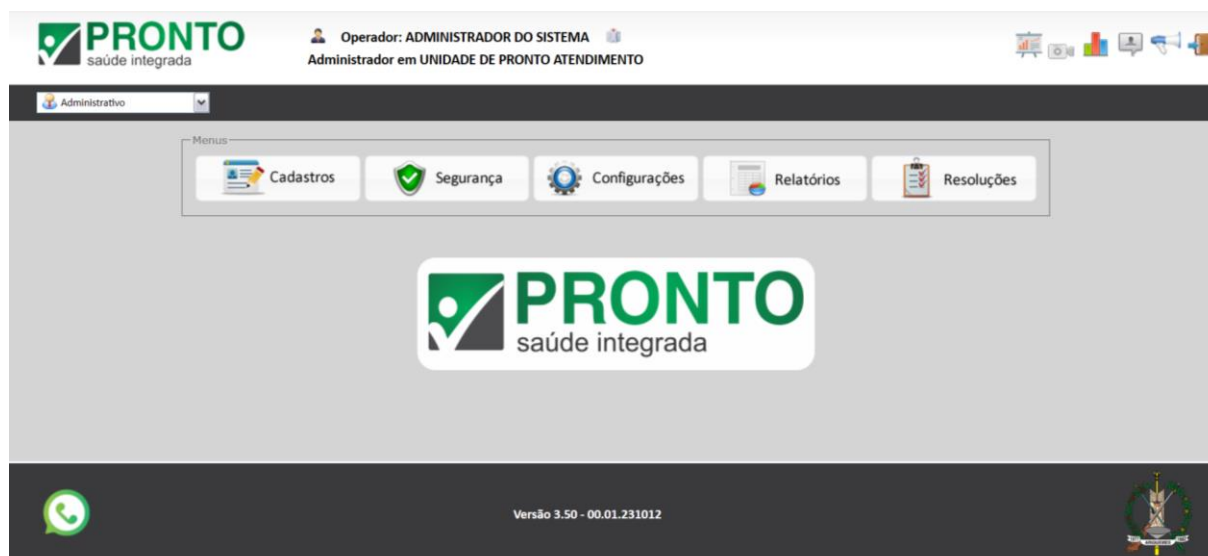 PRONTO
saúde integrada
Operador: ADMINISTRADOR DO SISTEMA
Administrador em UNIDADE DE PRONTO ATENDIMENTO
Administrativo
Menus
Cadastros
Segurança
Configurações
Relatórios
Resoluções
PRONTO
saúde integrada
Versão 3.50 - 00.01.231012